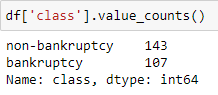 df['class'].value_counts()
non-bankruptcy    143
bankruptcy        107
Name: class, dtype: int64